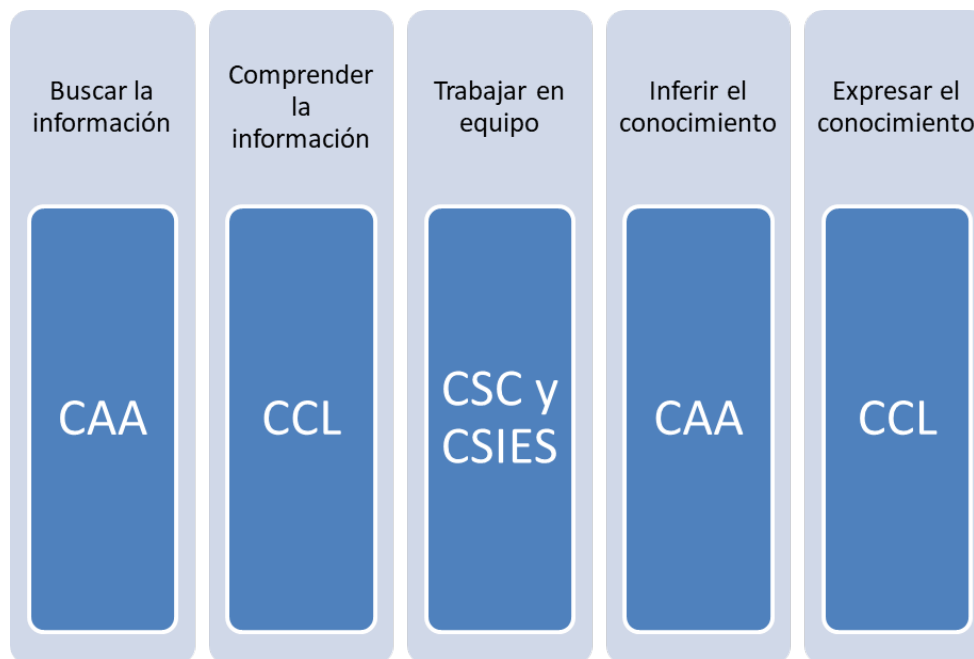 Buscar la
información
CAA
Comprender
la
información
CCL
Trabajar en
equipo
CSC y
CSIES
Inferir el
conocimiento
CAA
Expresar el
conocimiento
CCL